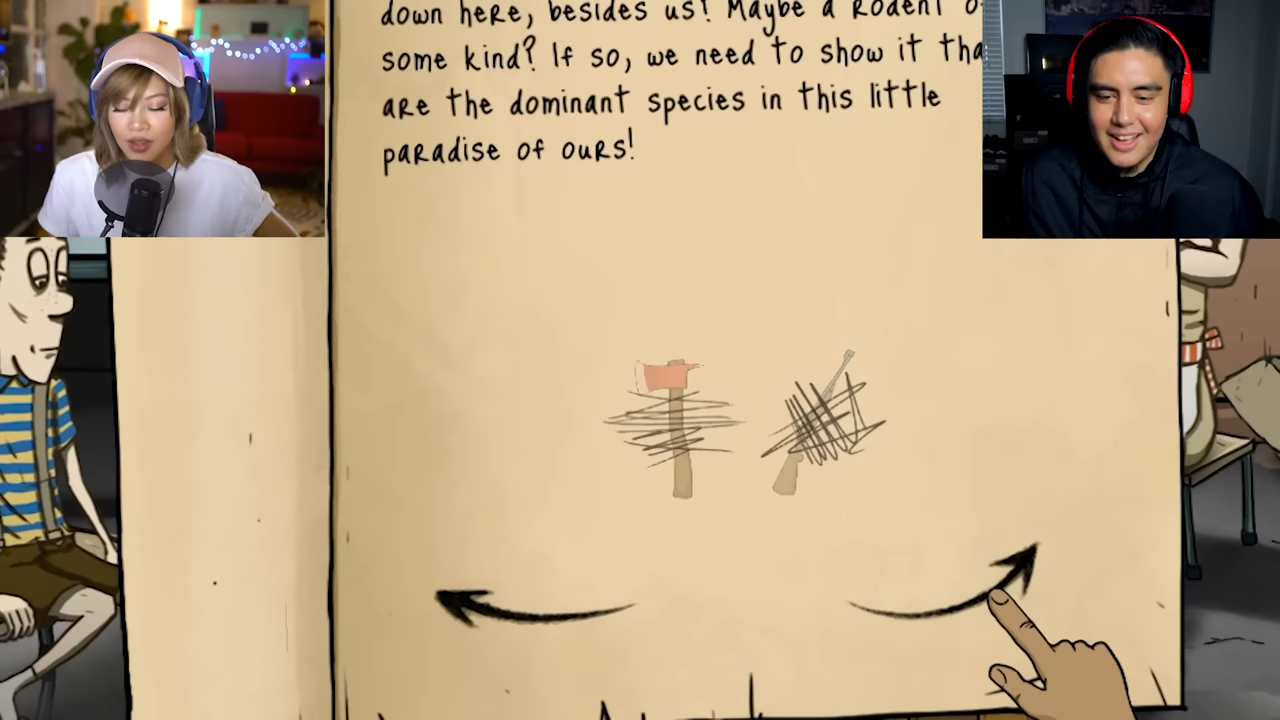 down here, besides us! Maybe a rodent
some kind? If so, we need to show it
are the dominant species in this little
paradise of ours!